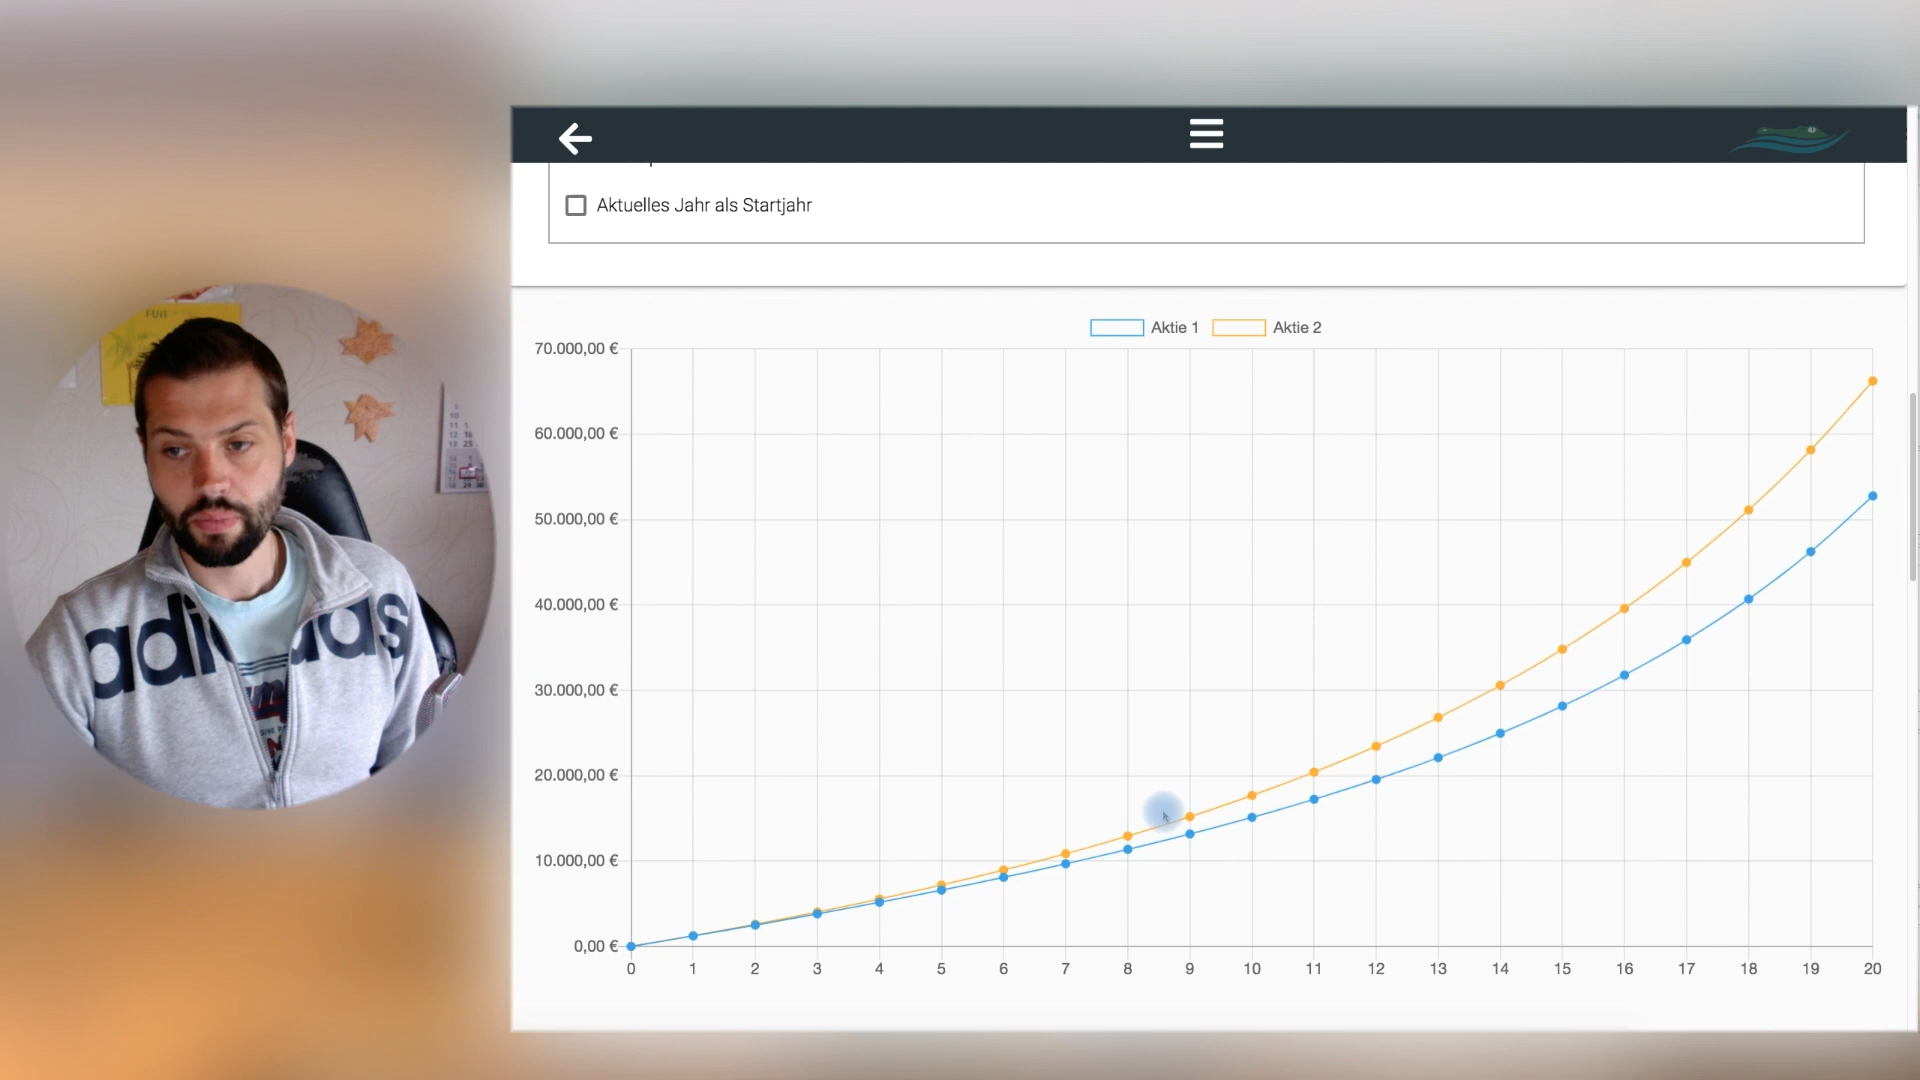 Aktuelles Jahr als Startjahr
Aktie 1 Aktie 2
70.000,00 €
60.000,00 €
50.000,00 €
40.000,00 €
30.000,00 €
20.000,00 €
10.000,00 €
0,00 €
0 1 2 3 4 5 6 7 8 9 10 11 12 13 14 15 16 17 18 19 20
FUN
adidas